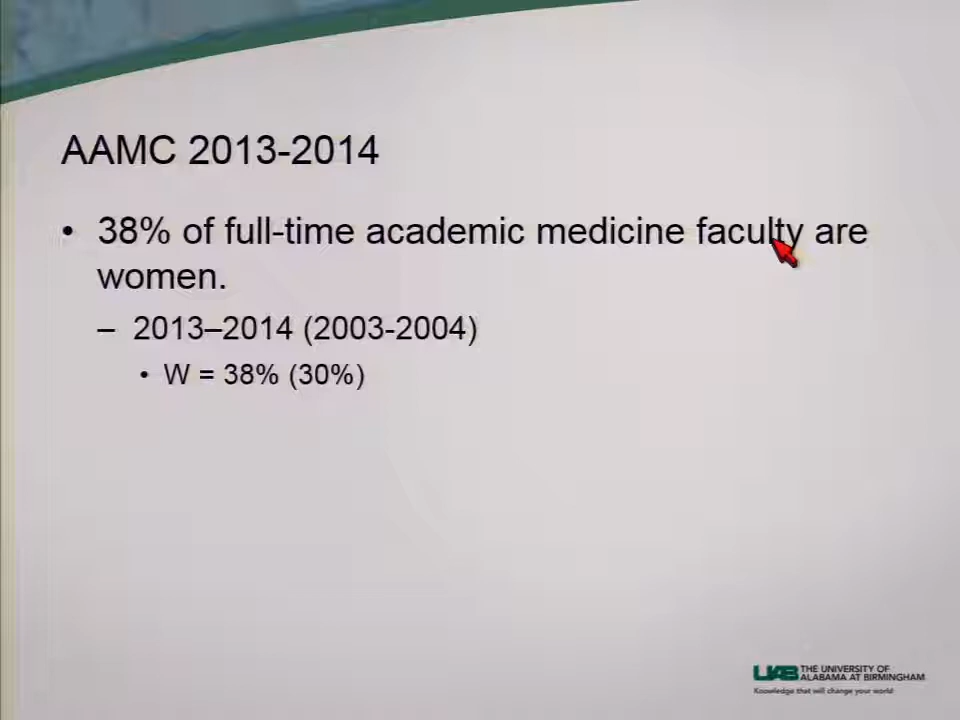 AAMC 2013-2014
• 38% of full-time academic medicine faculty are
women.
– 2013–2014 (2003-2004)
• W = 38% (30%)
UAB THE UNIVERSITY OF
ALABAMA AT BIRMINGHAM
Knowledge that will change your world